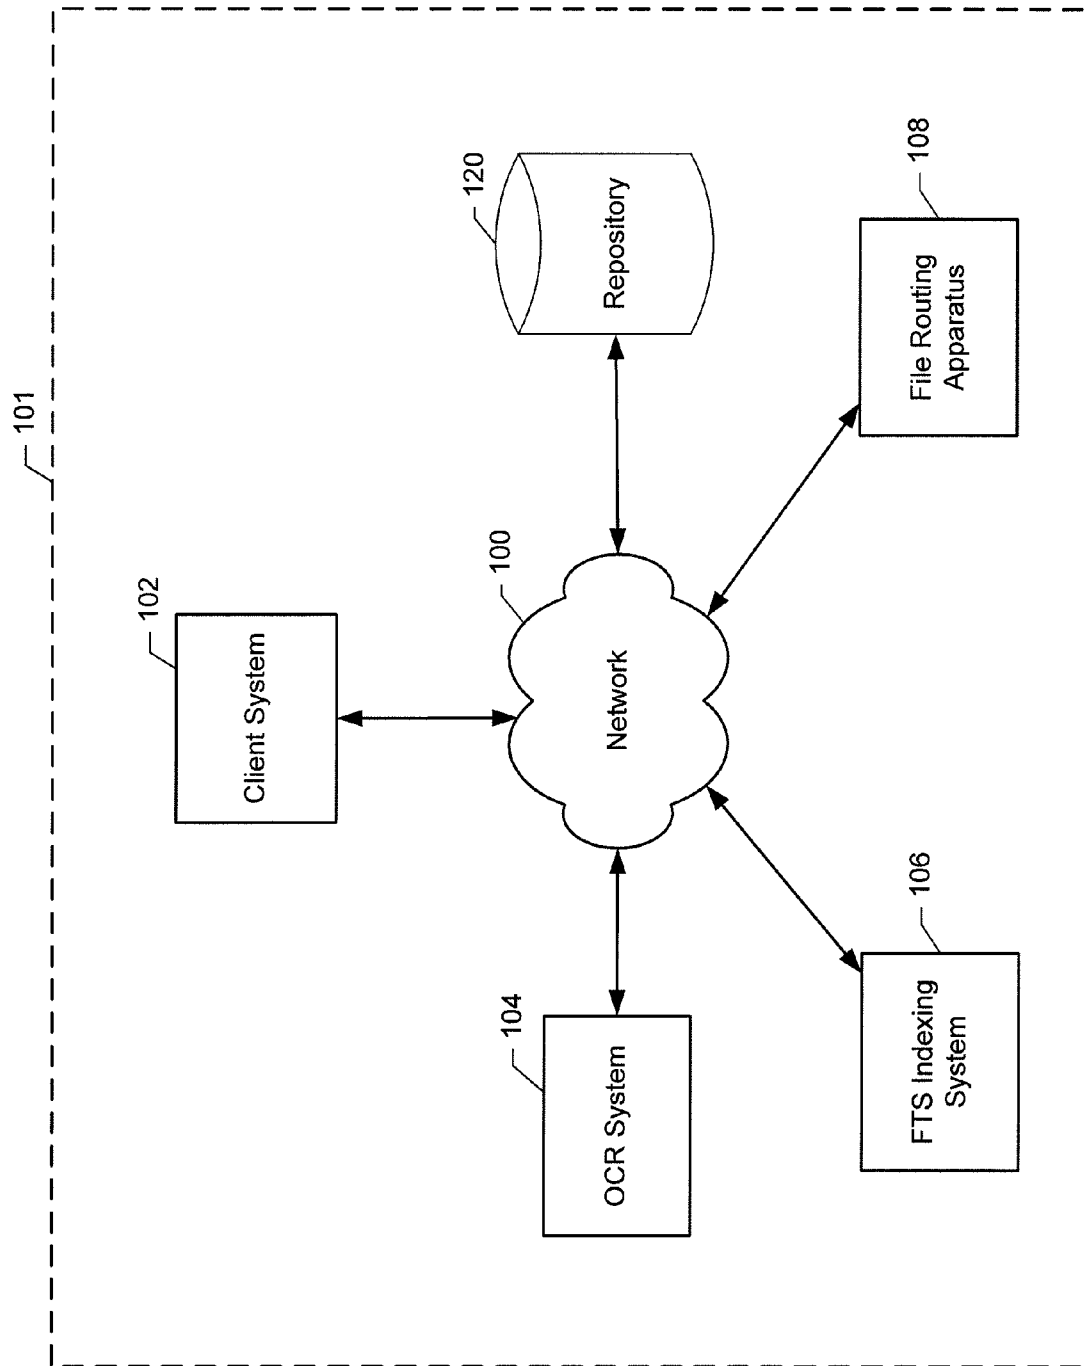 101
102
Client System
120
Repository
100
Network
104
OCR System
106
FTS Indexing
System
108
File Routing
Apparatus